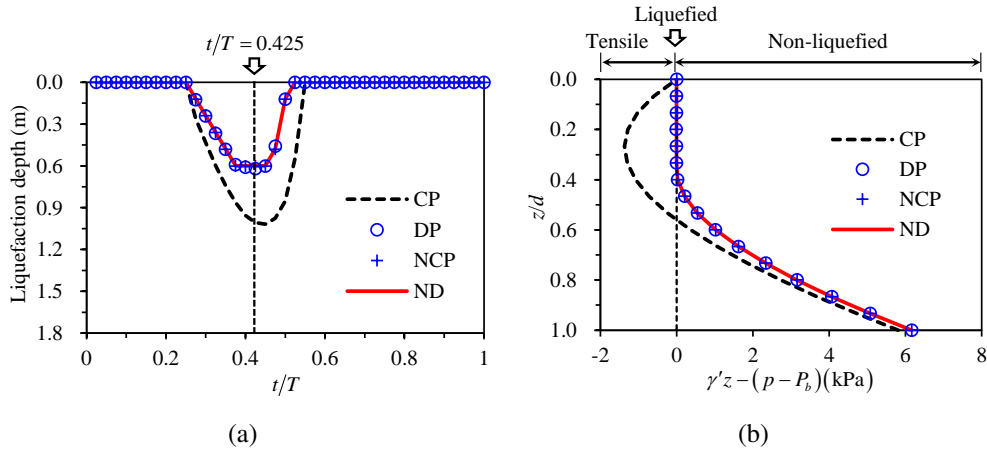 t/T = 0.425
0.0
0.3
0.6
0.9
1.2
1.5
1.8
Liquefaction depth (m)
CP
DP
NCP
ND
0
0.2
0.4
0.6
0.8
1
t/T
(a)
Liquefied
Tensile
Non-liquefied
0.0
0.2
0.4
0.6
0.8
1.0
z/d
CP
DP
NCP
ND
-2
0
2
4
6
8
γ′z − (p − P_b) (kPa)
(b)